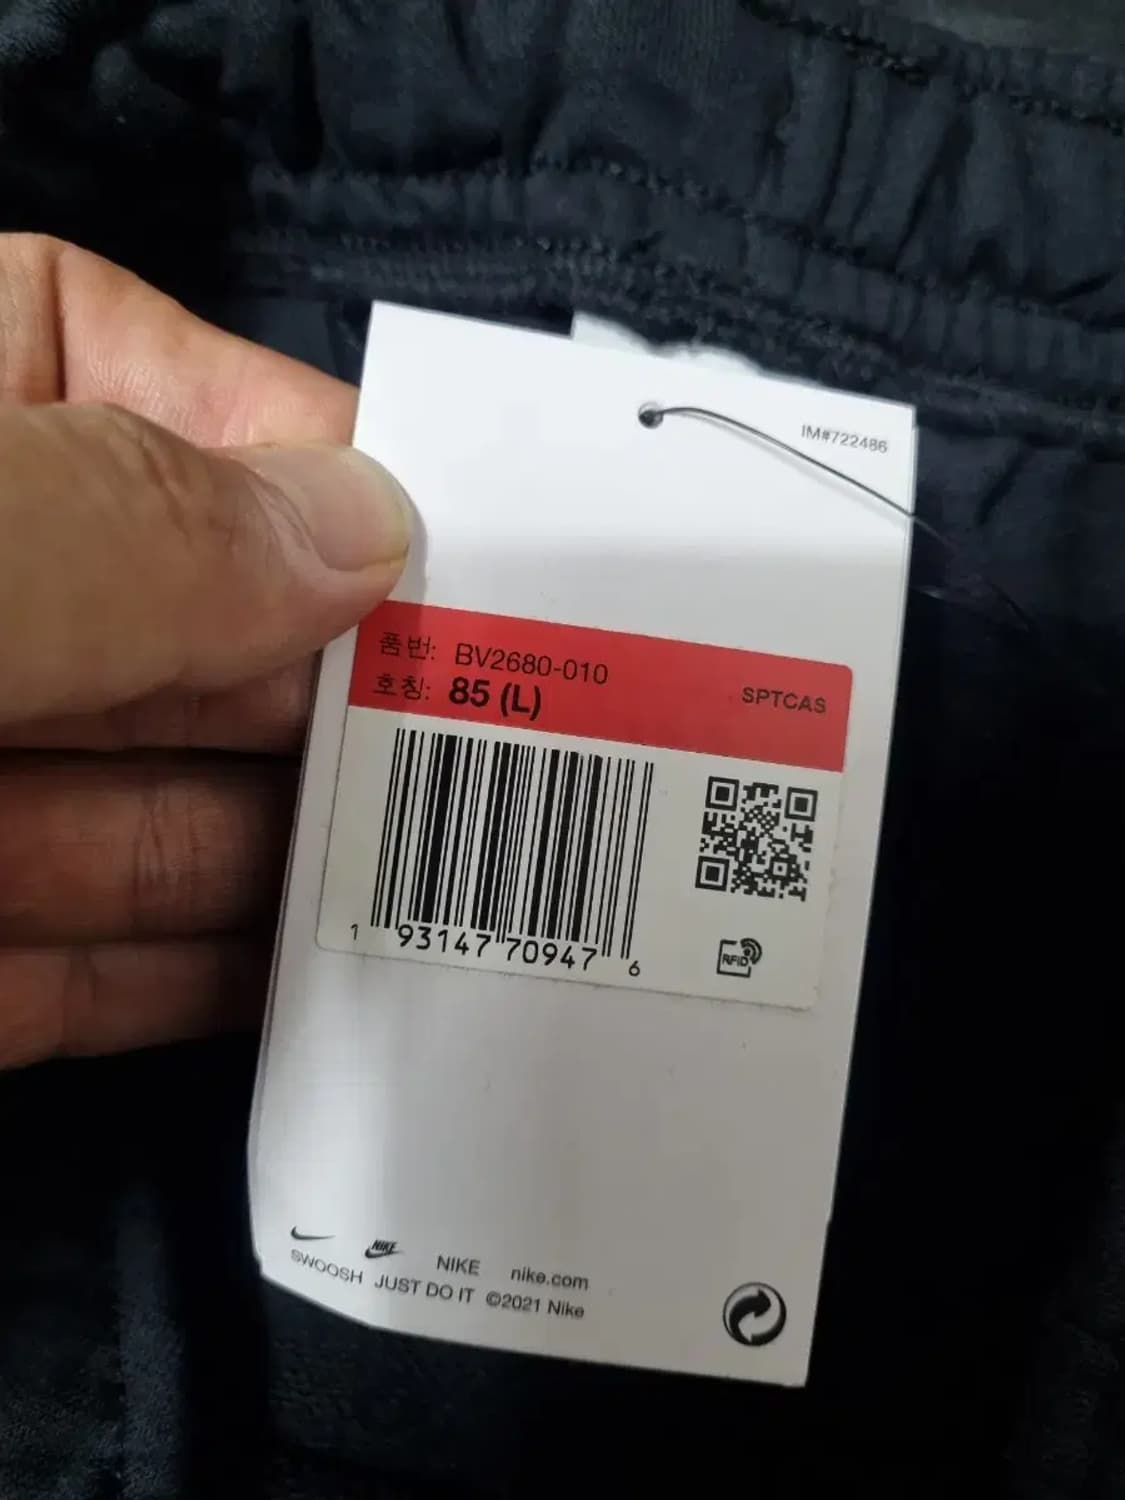 IM#722486
품번: BV2680-010
호칭: 85 (L)
SPTCAS
1 93147 70947 6
RFID
NIKE
NIKE nike.com
SWOOSH JUST DO IT ©2021 Nike